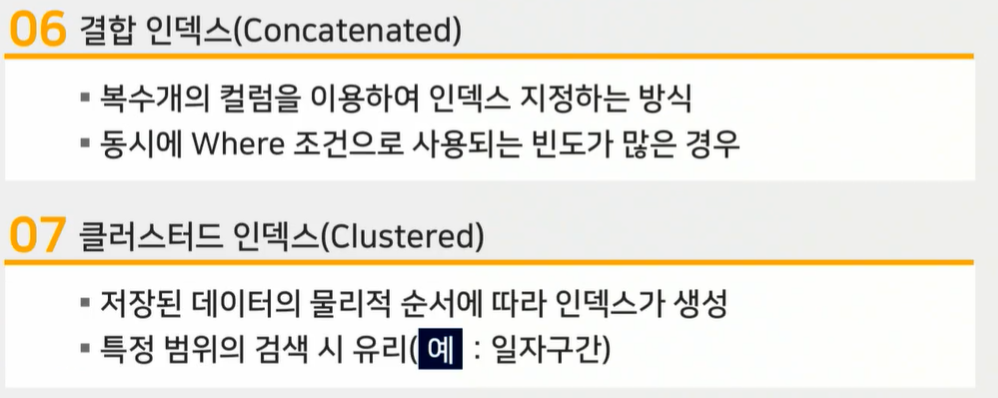 06 결합 인덱스(Concatenated)
▪ 복수개의 컬럼을 이용하여 인덱스 지정하는 방식
▪ 동시에 Where 조건으로 사용되는 빈도가 많은 경우
07 클러스터드 인덱스(Clustered)
▪ 저장된 데이터의 물리적 순서에 따라 인덱스가 생성
▪ 특정 범위의 검색 시 유리(예 : 일자구간)